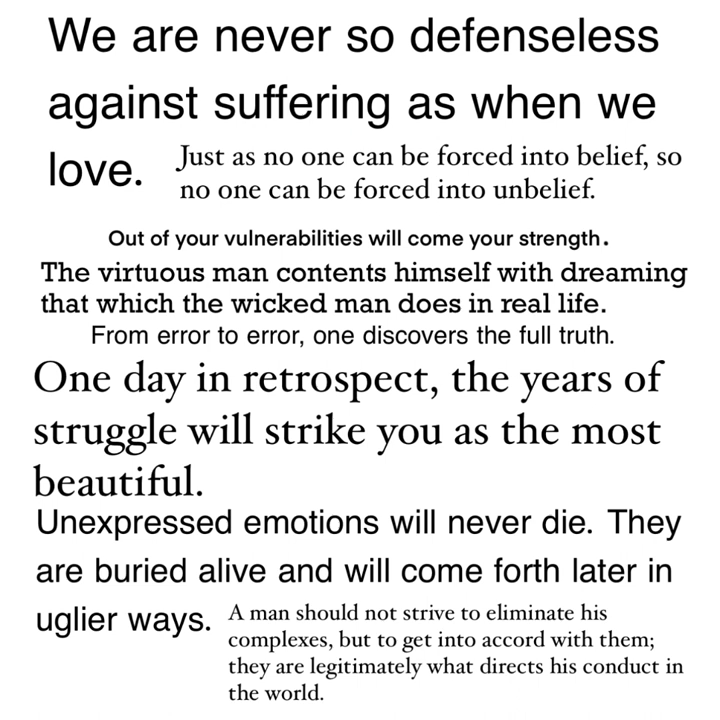 We are never so defenseless
against suffering as when we
love.
Just as no one can be forced into belief, so
no one can be forced into unbelief.
Out of your vulnerabilities will come your strength.
The virtuous man contents himself with dreaming
that which the wicked man does in real life.
From error to error, one discovers the full truth.
One day in retrospect, the years of
struggle will strike you as the most
beautiful.
Unexpressed emotions will never die. They
are buried alive and will come forth later in
uglier ways.
A man should not strive to eliminate his
complexes, but to get into accord with them;
they are legitimately what directs his conduct in
the world.